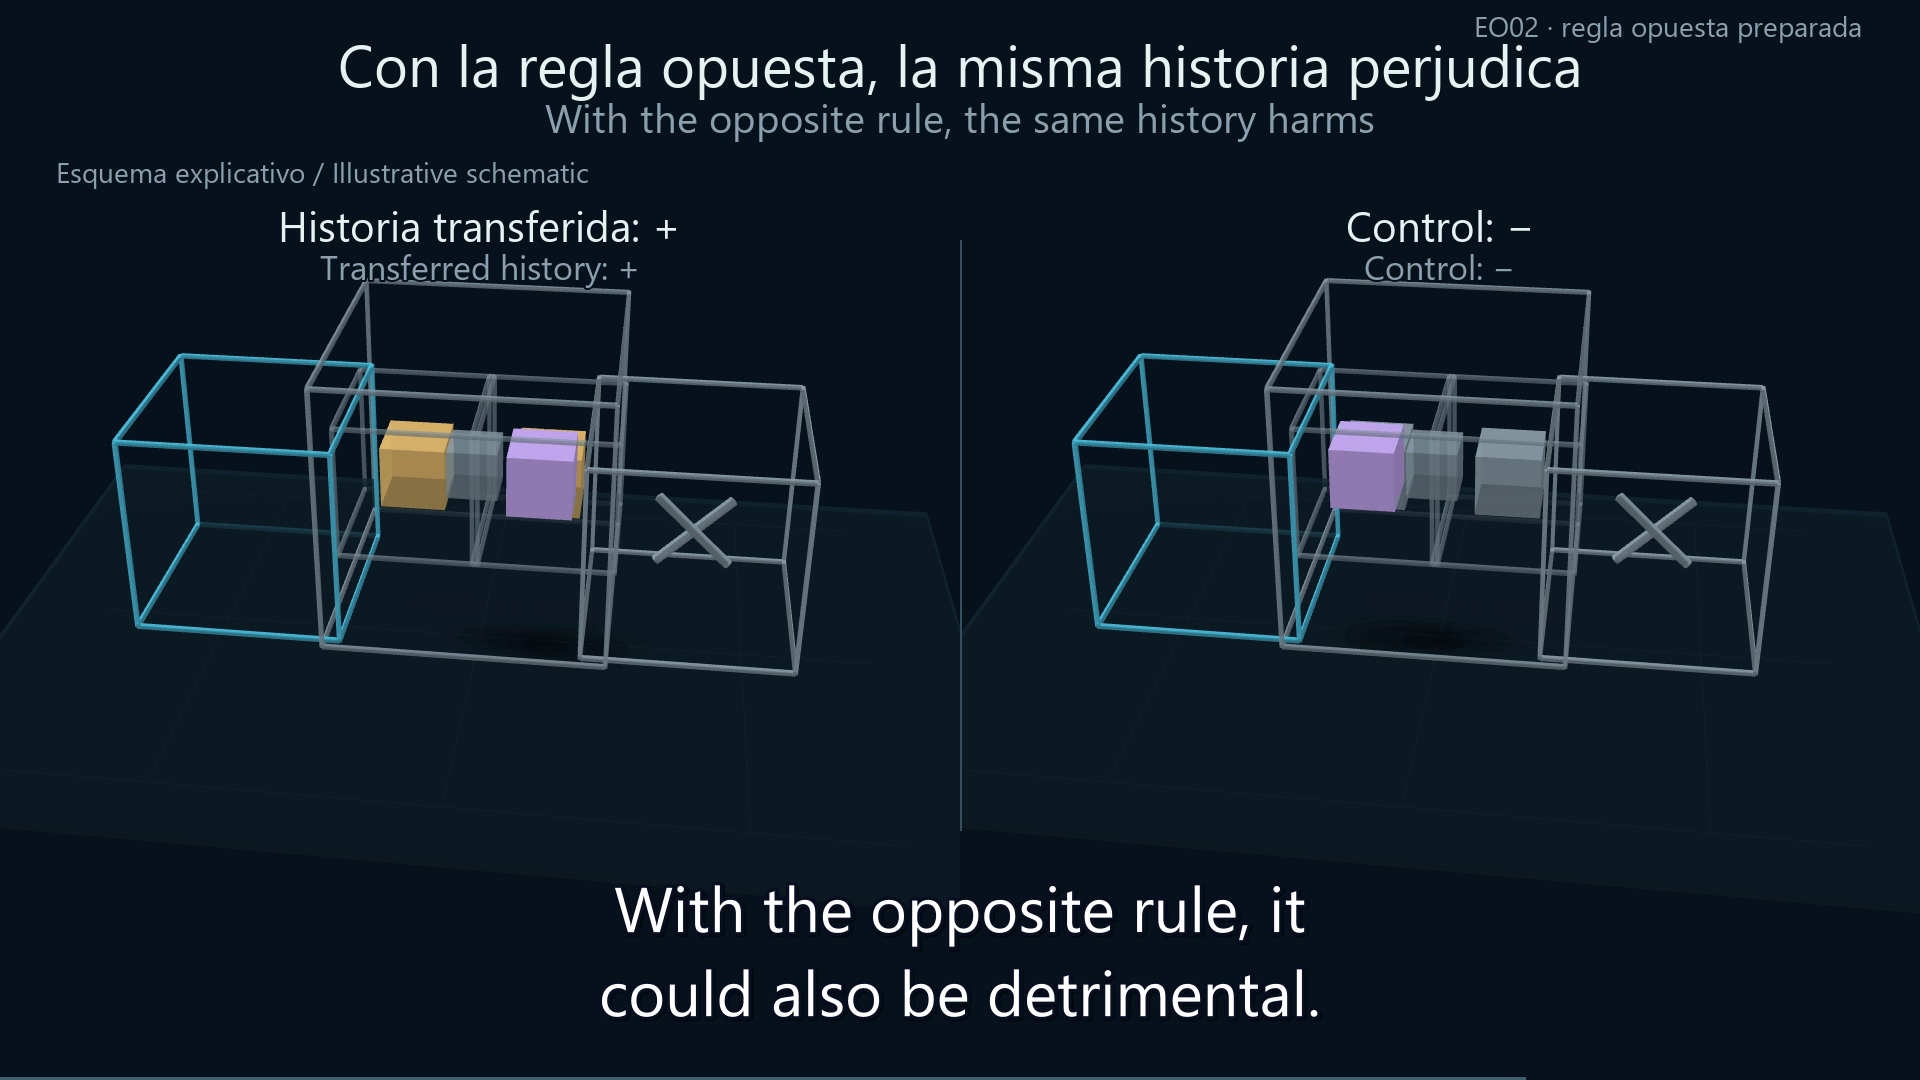 EO02 · regla opuesta preparada
Con la regla opuesta, la misma historia perjudica
With the opposite rule, the same history harms
Esquema explicativo / Illustrative schematic
Historia transferida: +
Transferred history: +
Control: −
Control: −
With the opposite rule, it
could also be detrimental.